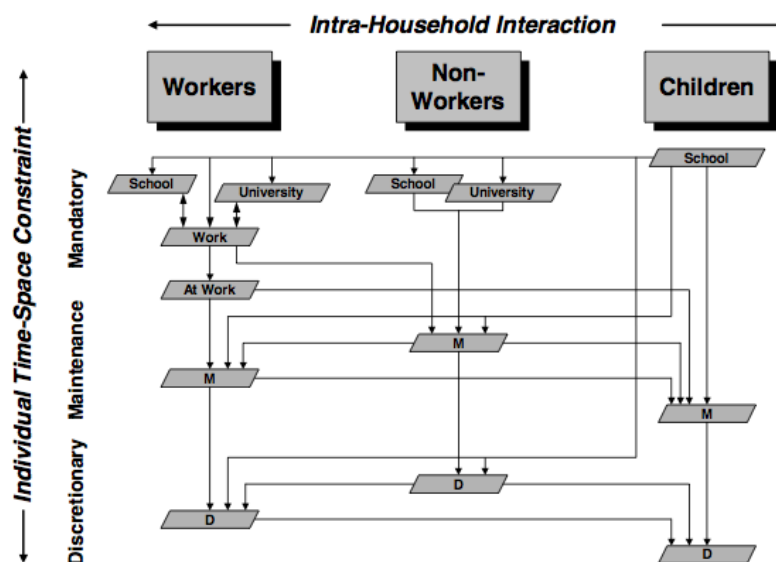 Intra-Household Interaction
Workers
Non-
Workers
Children
Individual Time-Space Constraint
Mandatory
Maintenance
Discretionary
School
University
School
University
School
Work
At Work
M
M
M
D
D
D